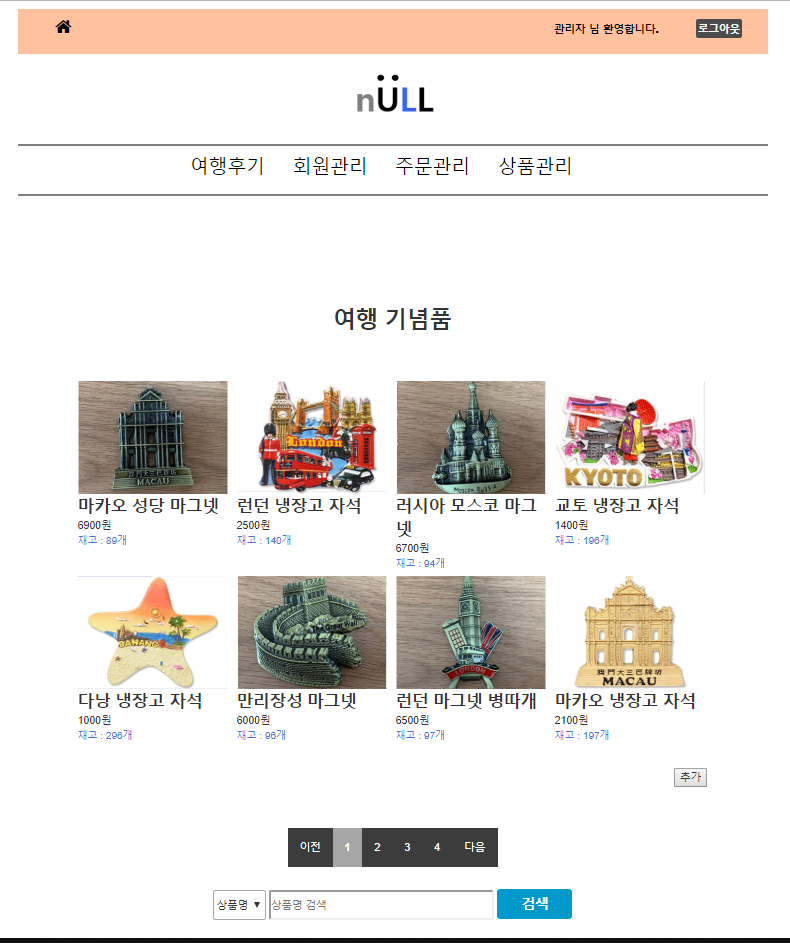 관리자 님 환영합니다. 로그아웃
nÜLL
여행후기 회원관리 주문관리 상품관리
여행 기념품
MACAU
London
Moscow Russia
KYOTO
마카오 성당 마그넷
6900원
재고 : 89개
런던 냉장고 자석
2500원
재고 : 140개
러시아 모스코 마그
넷
6700원
재고 : 94개
교토 냉장고 자석
1400원
재고 : 196개
DANANG
The Great Wall
LONDON
澳門大三巴牌坊
MACAU
다낭 냉장고 자석
1000원
재고 : 296개
만리장성 마그넷
6000원
재고 : 96개
런던 마그넷 병따개
6500원
재고 : 97개
마카오 냉장고 자석
2100원
재고 : 197개
추가
이전 1 2 3 4 다음
상품명 ▼ 상품명 검색 검색